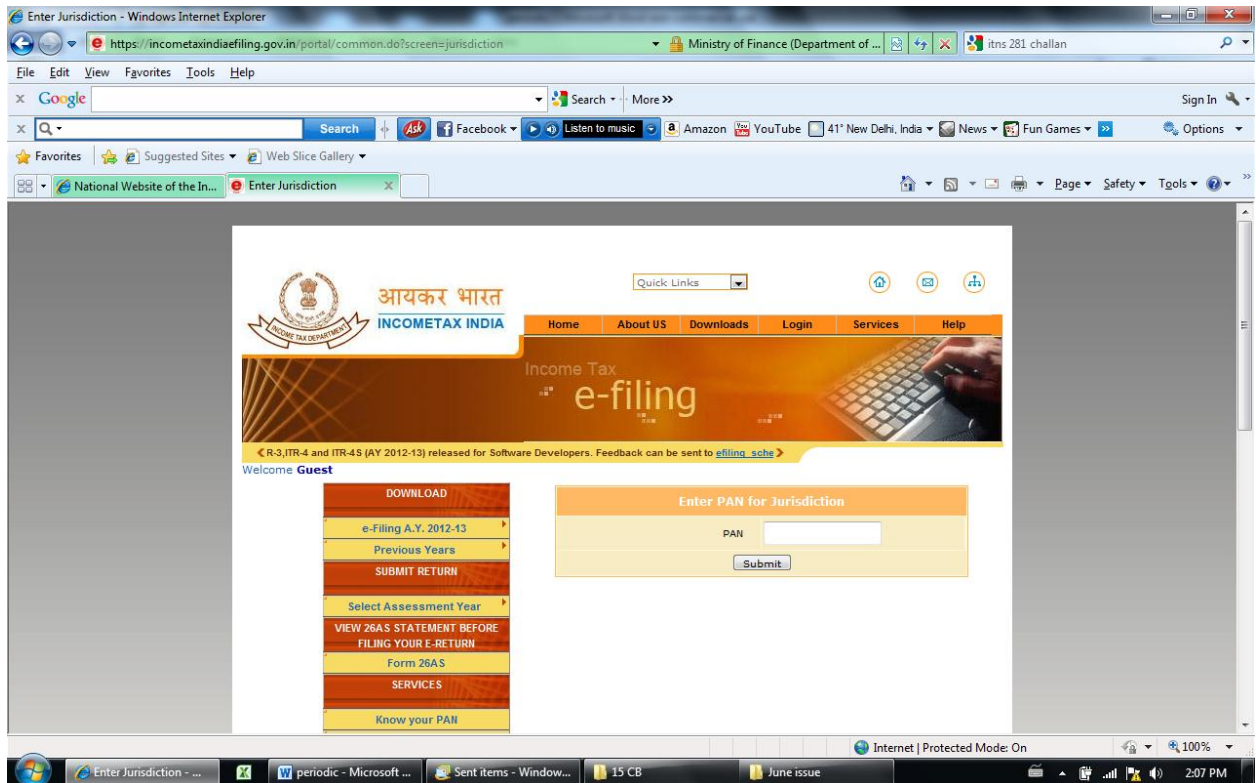 Enter Jurisdiction - Windows Internet Explorer
https://incometaxindiaefiling.gov.in/portal/common.do?screen=jurisdiction Ministry of Finance (Department of ... itns 281 challan
File Edit View Favorites Tools Help
x Google Search More >> Sign In
x Search Ask Facebook Listen to music Amazon YouTube 41° New Delhi, India News Fun Games Options
Favorites Suggested Sites Web Slice Gallery
National Website of the In... Enter Jurisdiction x Page Safety Tools
Quick Links
आयकर भारत
INCOMETAX INDIA
INCOME TAX DEPARTMENT
Home About US Downloads Login Services Help
Income Tax
e-filing
R-3,ITR-4 and ITR-4S (AY 2012-13) released for Software Developers. Feedback can be sent to efiling_sche
Welcome Guest
DOWNLOAD
e-Filing A.Y. 2012-13
Previous Years
SUBMIT RETURN
Select Assessment Year
VIEW 26AS STATEMENT BEFORE
FILING YOUR E-RETURN
Form 26AS
SERVICES
Know your PAN
Enter PAN for Jurisdiction
PAN
Submit
Internet | Protected Mode: On 100%
Enter Jurisdiction - ... periodic - Microsoft ... Sent items - Window... 15 CB June issue 2:07 PM